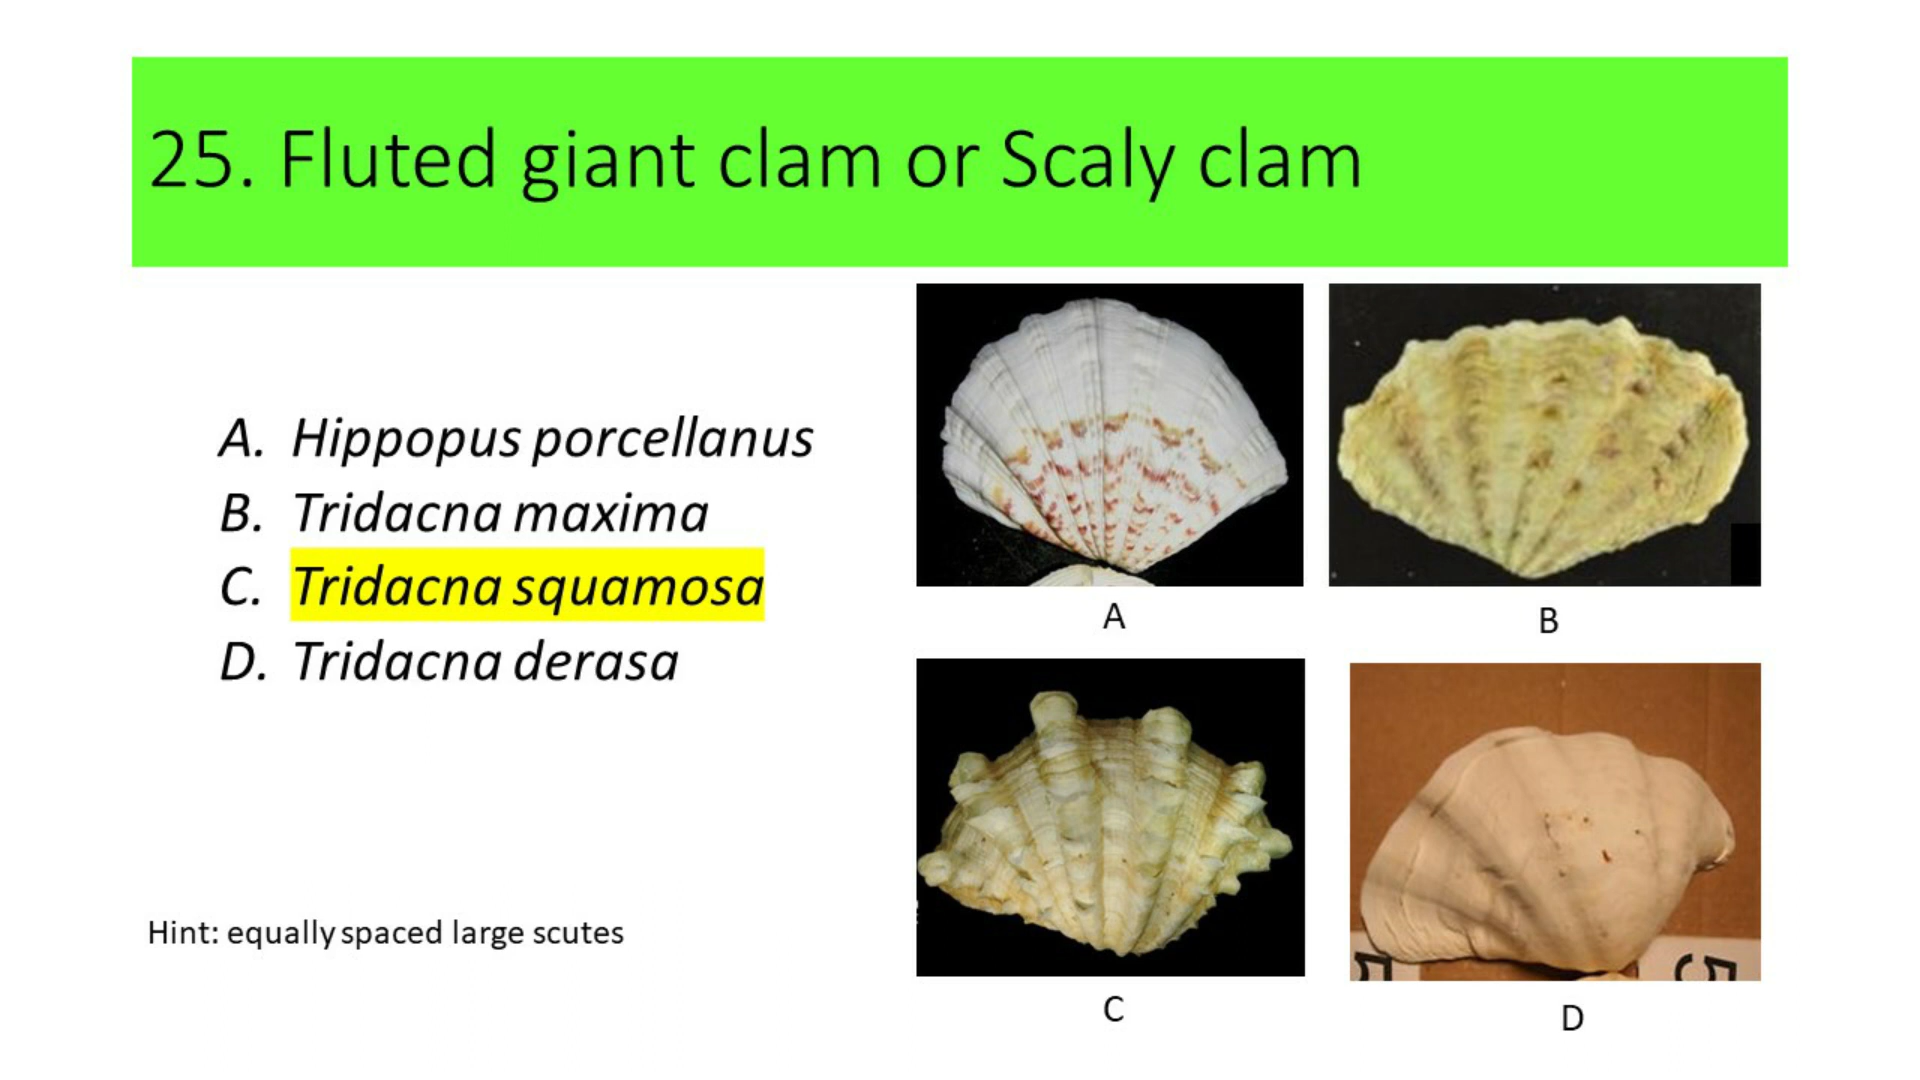 25. Fluted giant clam or Scaly clam
A. Hippopus porcellanus
B. Tridacna maxima
C. Tridacna squamosa
D. Tridacna derasa
Hint: equally spaced large scutes
A
B
C
D